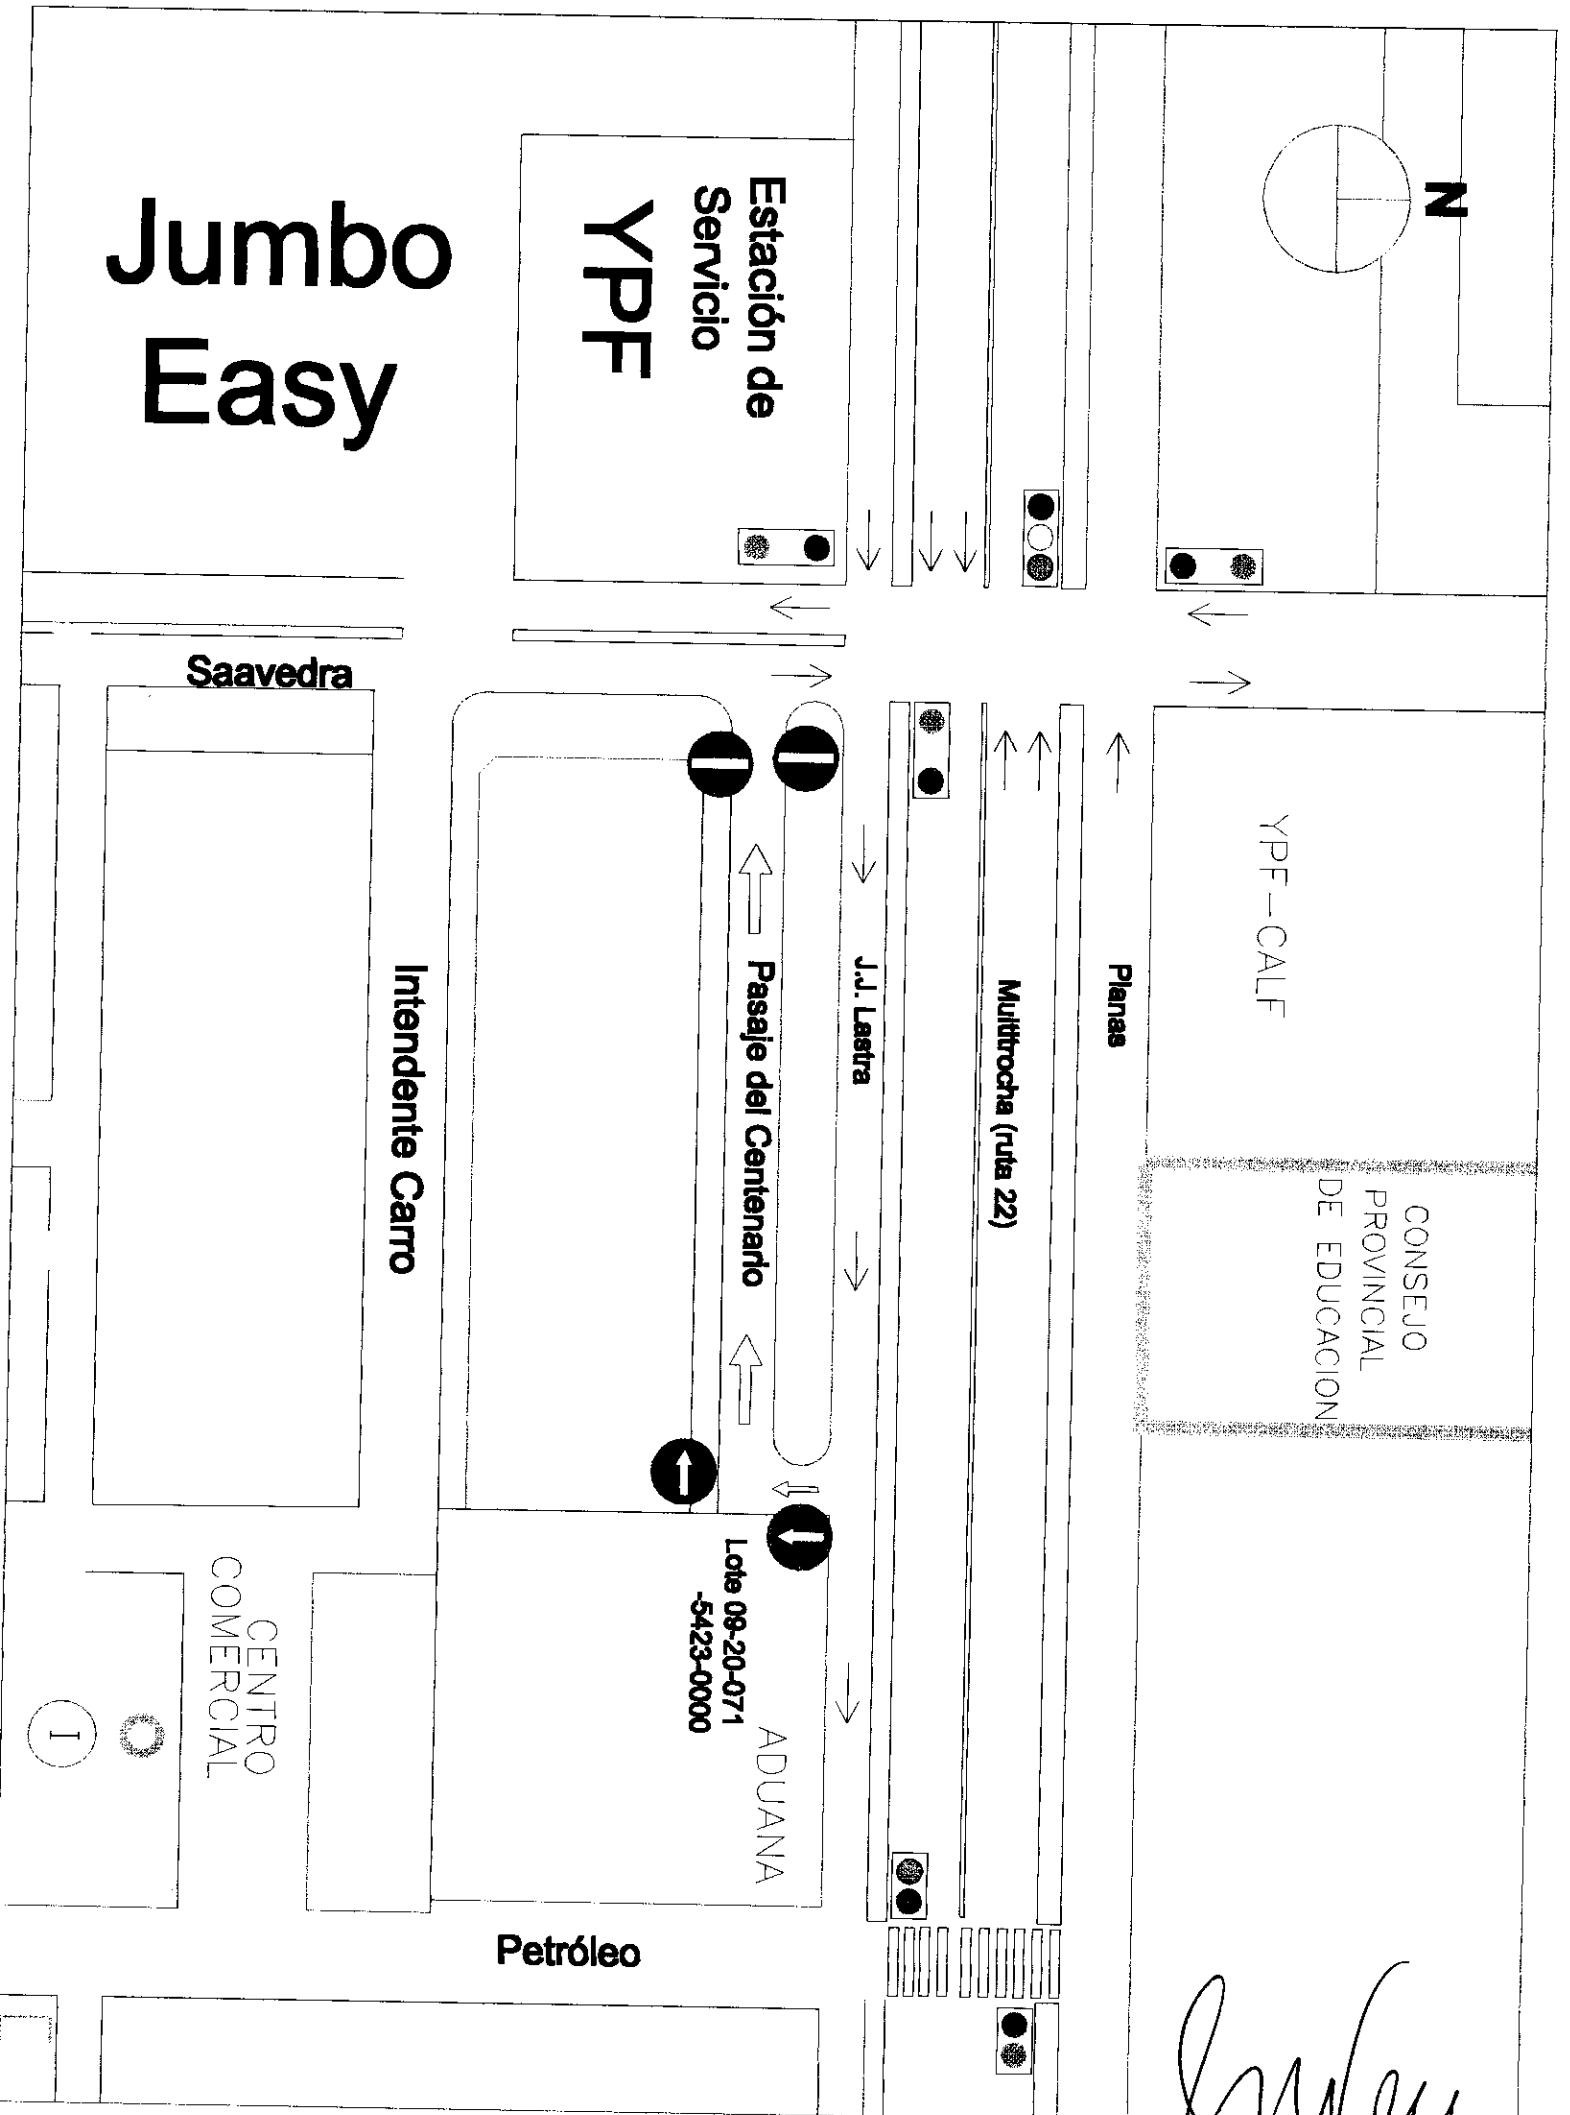 N
Estación de
Servicio
YPF
Jumbo
Easy
Saavedra
YPF-CALF
Planas
Multitrocha (ruta 22)
J.J. Lastra
Pasaje del Centenario
Intendente Carro
CONSEJO
PROVINCIAL
DE EDUCACION
Lote 09-20-071
-5423-0000
ADUANA
CENTRO
COMERCIAL
I
Petróleo